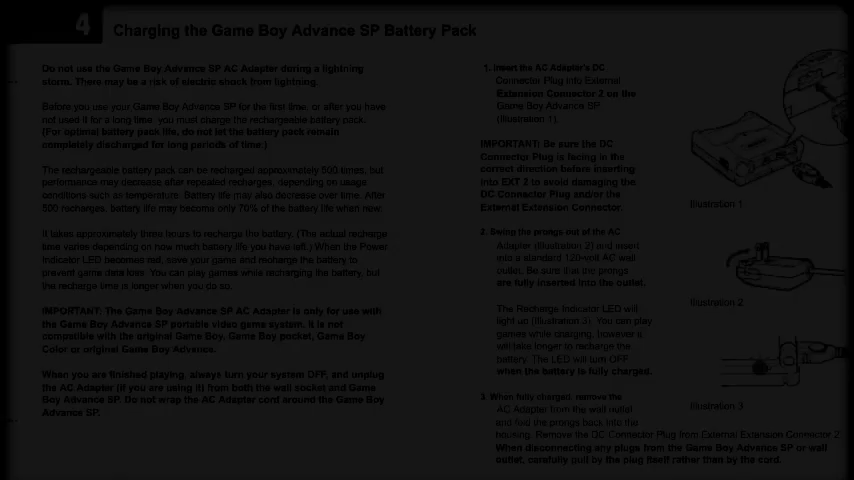 4
Charging the Game Boy Advance SP Battery Pack
Do not use the Game Boy Advance SP AC Adapter during a lightning
storm. There may be a risk of electric shock from lightning.
Before you use your Game Boy Advance SP for the first time, or after you have
not used it for a long time, you must charge the rechargeable battery pack.
(For optimal battery pack life, do not let the battery pack remain
completely discharged for long periods of time.)
The rechargeable battery pack can be recharged approximately 500 times, but
performance may decrease after repeated recharges, depending on usage
conditions such as temperature. Battery life may also decrease over time. After
500 recharges, battery life may become only 70% of the battery life when new.
It takes approximately three hours to recharge the battery. (The actual recharge
time varies depending on how much battery life you have left.) When the Power
Indicator LED becomes red, save your game and recharge the battery to
prevent game data loss. You can play games while recharging the battery, but
the recharge time is longer when you do so.
IMPORTANT: The Game Boy Advance SP AC Adapter is only for use with
the Game Boy Advance SP portable video game system. It is not
compatible with the original Game Boy, Game Boy pocket, Game Boy
Color or original Game Boy Advance.
When you are finished playing, always turn your system OFF, and unplug
the AC Adapter (if you are using it) from both the wall socket and Game
Boy Advance SP. Do not wrap the AC Adapter cord around the Game Boy
Advance SP.
1. Insert the AC Adapter's DC
Connector Plug into External
Extension Connector 2 on the
Game Boy Advance SP
(Illustration 1).
IMPORTANT: Be sure the DC
Connector Plug is facing in the
correct direction before inserting
into EXT 2 to avoid damaging the
DC Connector Plug and/or the
External Extension Connector.
Illustration 1
2. Swing the prongs out of the AC
Adapter (Illustration 2) and insert
into a standard 120-volt AC wall
outlet. Be sure that the prongs
are fully inserted into the outlet.
Illustration 2
The Recharge Indicator LED will
light up (Illustration 3). You can play
games while charging, however it
will take longer to recharge the
battery. The LED will turn OFF
when the battery is fully charged.
Illustration 3
3. When fully charged, remove the
AC Adapter from the wall outlet
and fold the prongs back into the
housing. Remove the DC Connector Plug from External Extension Connector 2.
When disconnecting any plugs from the Game Boy Advance SP or wall
outlet, carefully pull by the plug itself rather than by the cord.